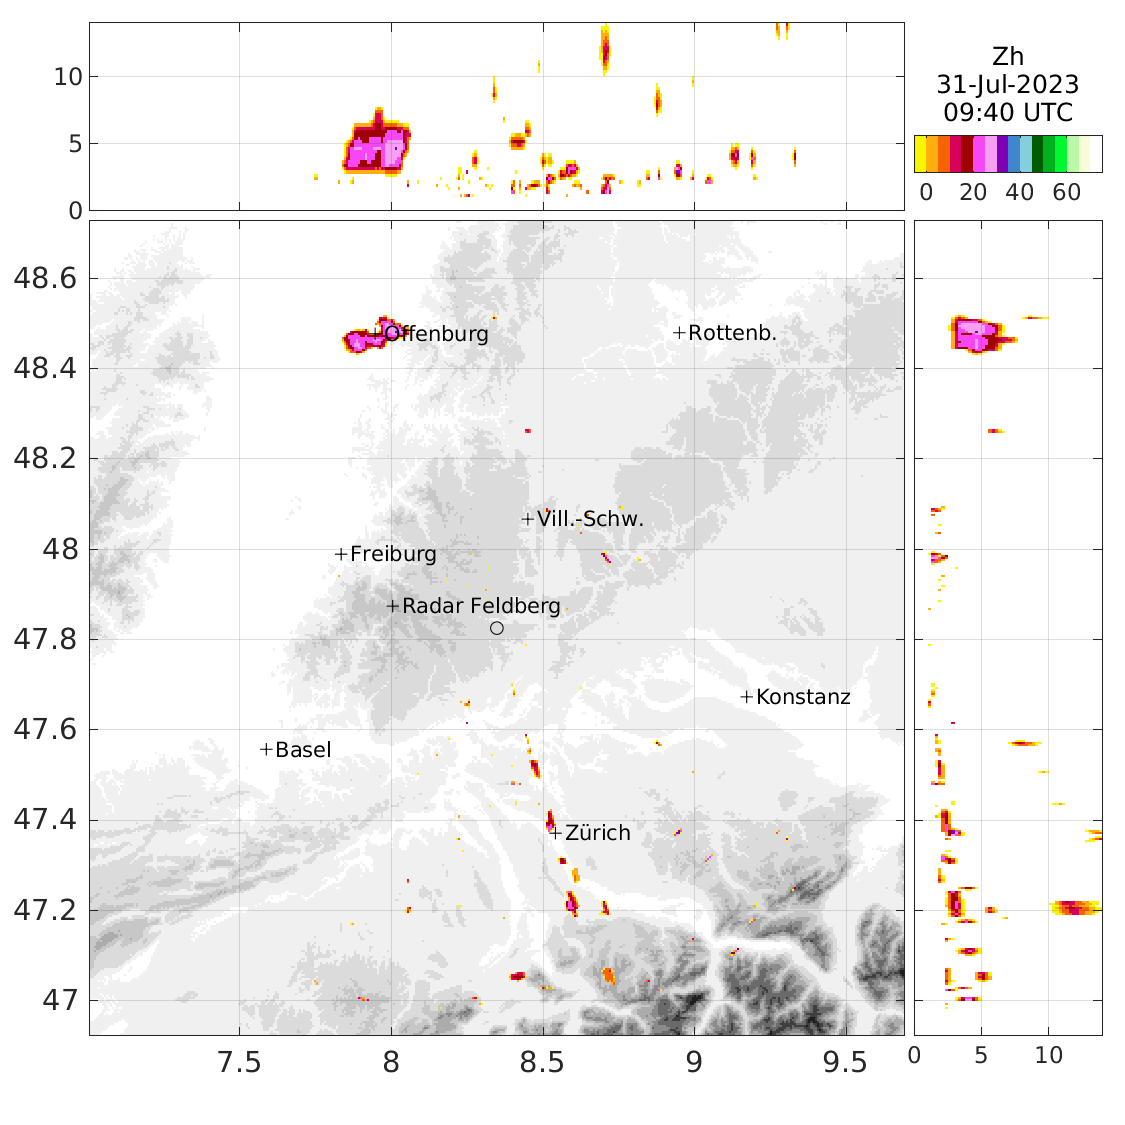 10
5
0
Zh
31-Jul-2023
09:40 UTC
0 20 40 60
48.6
48.4
48.2
48
47.8
47.6
47.4
47.2
47
Offenburg
Rottenb.
Vill.-Schw.
Freiburg
Radar Feldberg
Konstanz
Basel
Zürich
7.5 8 8.5 9 9.5
0 5 10